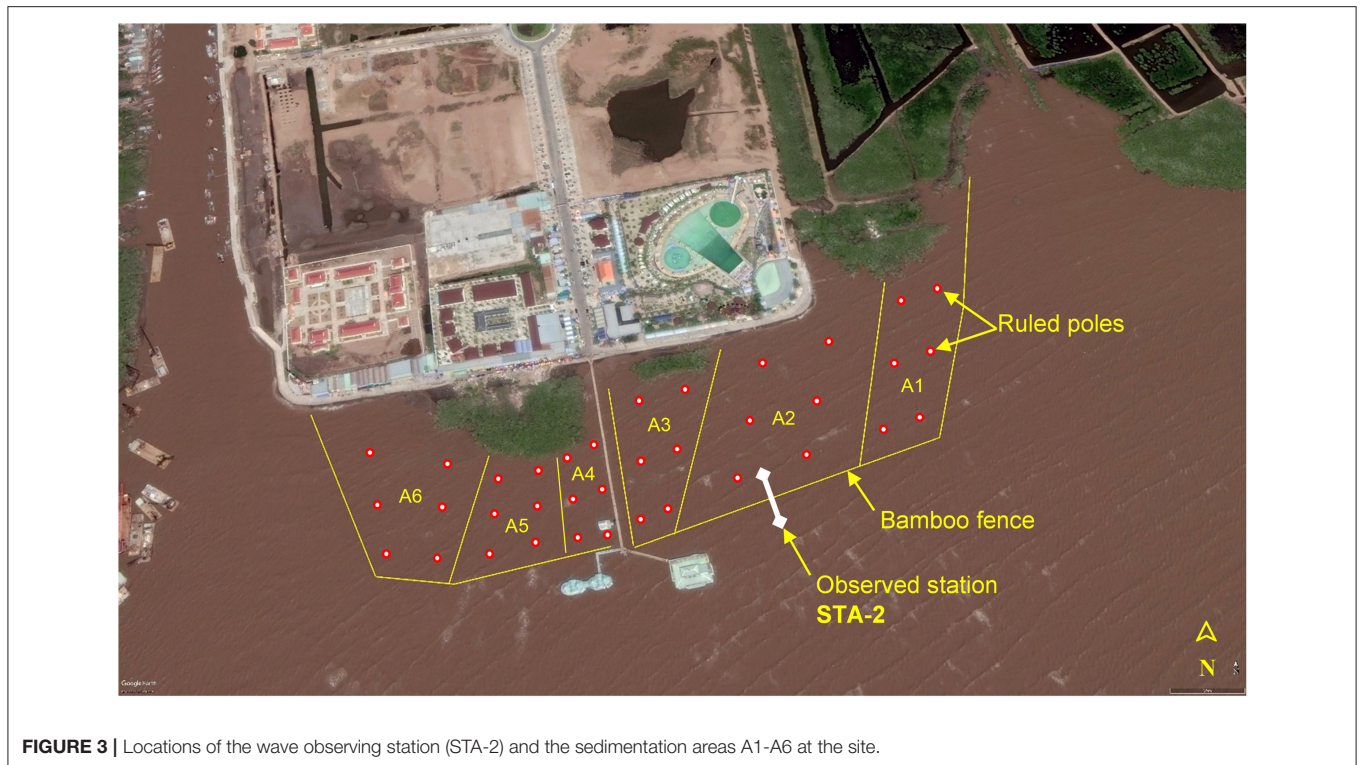 Ruled poles
A1
A3
A2
A4
A6
A5
Bamboo fence
Observed station
STA-2
N
Google Earth
FIGURE 3 | Locations of the wave observing station (STA-2) and the sedimentation areas A1-A6 at the site.